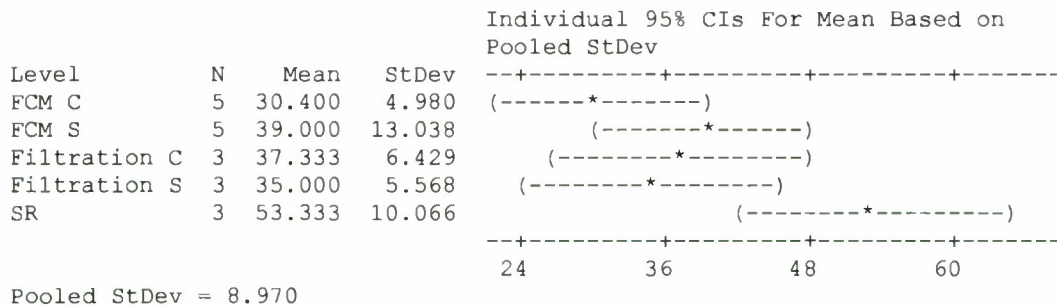 Individual 95% CIs For Mean Based on
Pooled StDev
Level N Mean StDev --+---------+---------+---------+-------
FCM C 5 30.400 4.980 (------*-------)
FCM S 5 39.000 13.038 (-------*------)
Filtration C 3 37.333 6.429 (--------*--------)
Filtration S 3 35.000 5.568 (--------*--------)
SR 3 53.333 10.066 (--------*---------)
--+---------+---------+---------+-------
24 36 48 60
Pooled StDev = 8.970